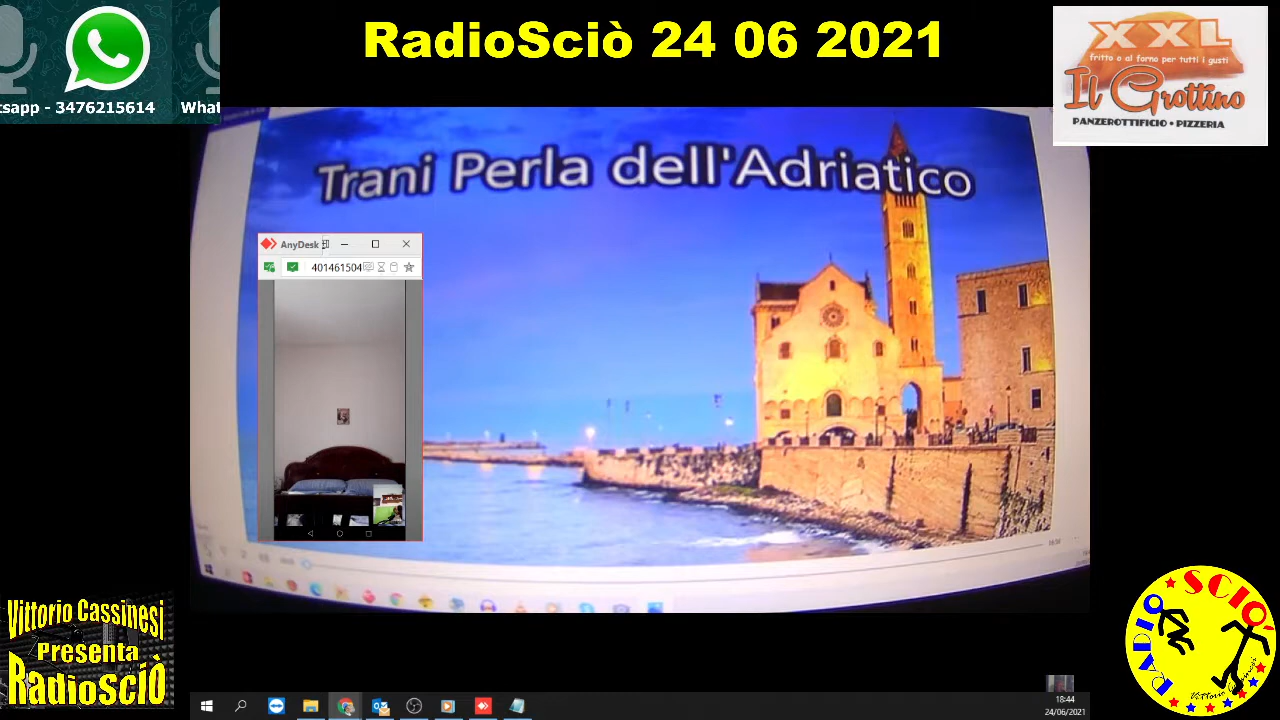 RadioSciò 24 06 2021
tsapp - 3476215614
What
XXL
fritto o al forno per tutti i gusti
Il Grottino
PANZEROTTIFICIO • PIZZERIA
Trani Perla dell'Adriatico
AnyDesk
401461504
Vittorio Cassinesi
Presenta
RadioSciò
RADIO SCIO'
18:44
24/06/2021